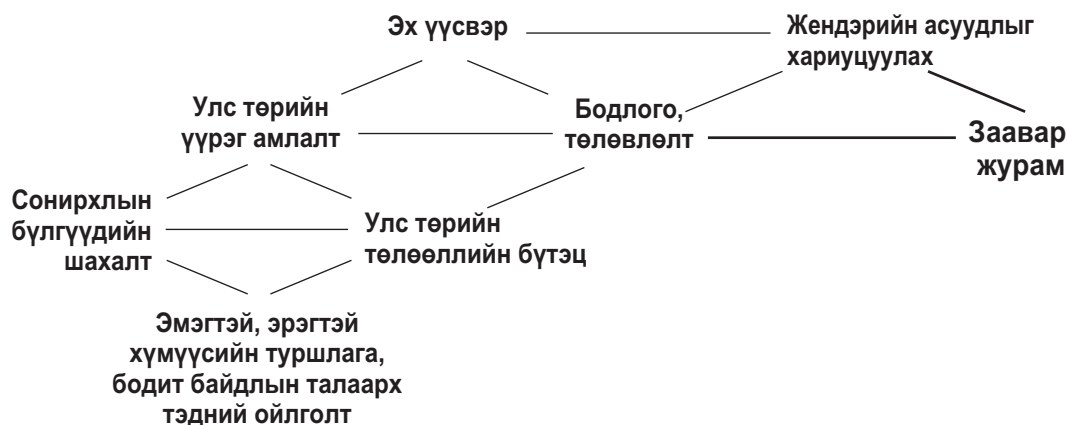 Эх үүсвэр
Жендэрийн асуудлыг
хариуцуулах
Улс төрийн
үүрэг амлалт
Бодлого,
төлөвлөлт
Заавар
журам
Сонирхлын
бүлгүүдийн
шахалт
Улс төрийн
төлөөллийн бүтэц
Эмэгтэй, эрэгтэй
хүмүүсийн туршлага,
бодит байдлын талаарх
тэдний ойлголт